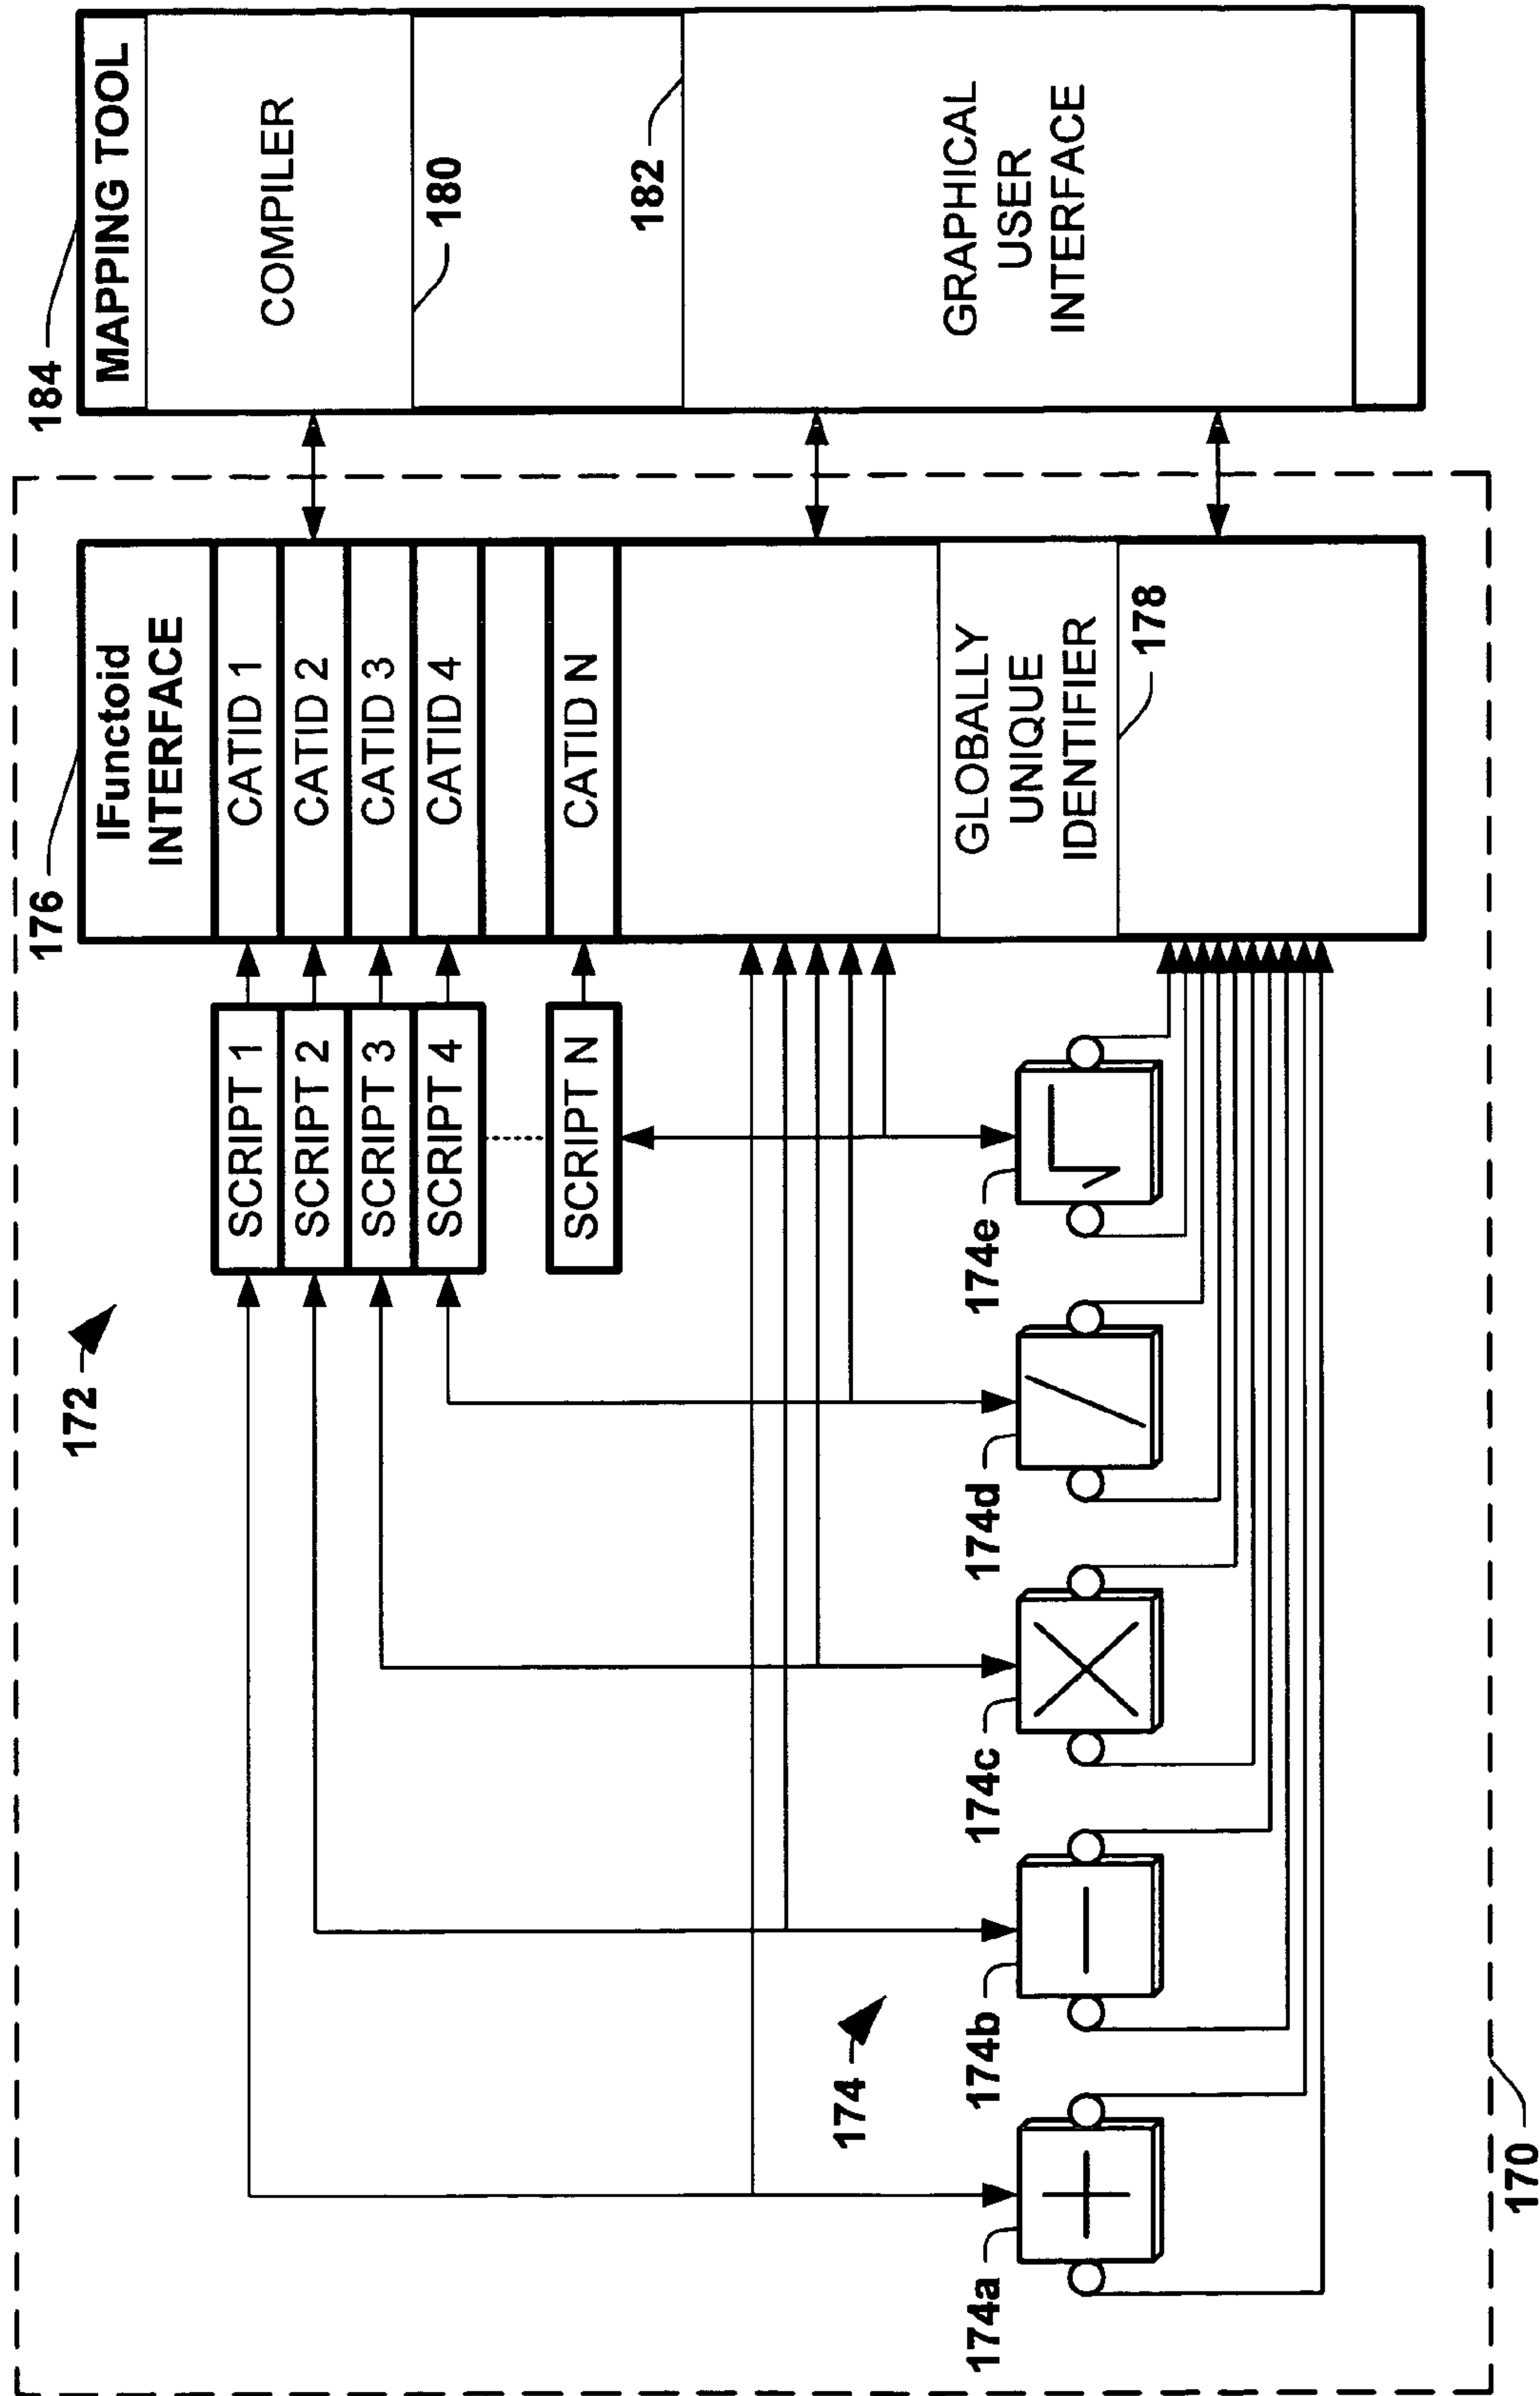 172
SCRIPT 1
SCRIPT 2
SCRIPT 3
SCRIPT 4
SCRIPT N
176
IFunctoid
INTERFACE
CATID 1
CATID 2
CATID 3
CATID 4
CATID N
GLOBALLY
UNIQUE
IDENTIFIER
178
184
MAPPING TOOL
COMPILER
180
182
GRAPHICAL
USER
INTERFACE
174
174a
174b
174c
174d
174e
170